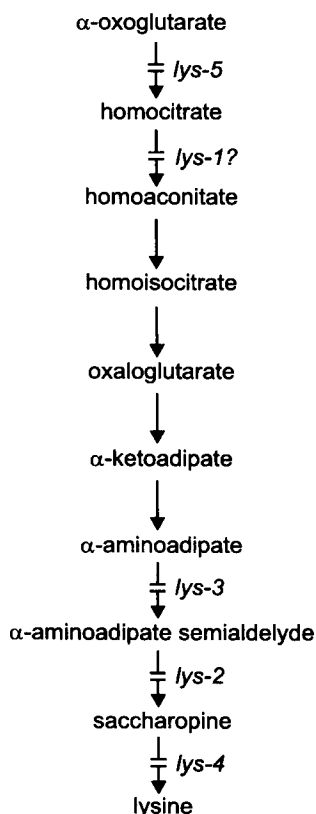 α-oxoglutarate
lys-5
homocitrate
lys-1?
homoaconitate
homoisocitrate
oxaloglutarate
α-ketoadipate
α-aminoadipate
lys-3
α-aminoadipate semialdelyde
lys-2
saccharopine
lys-4
lysine